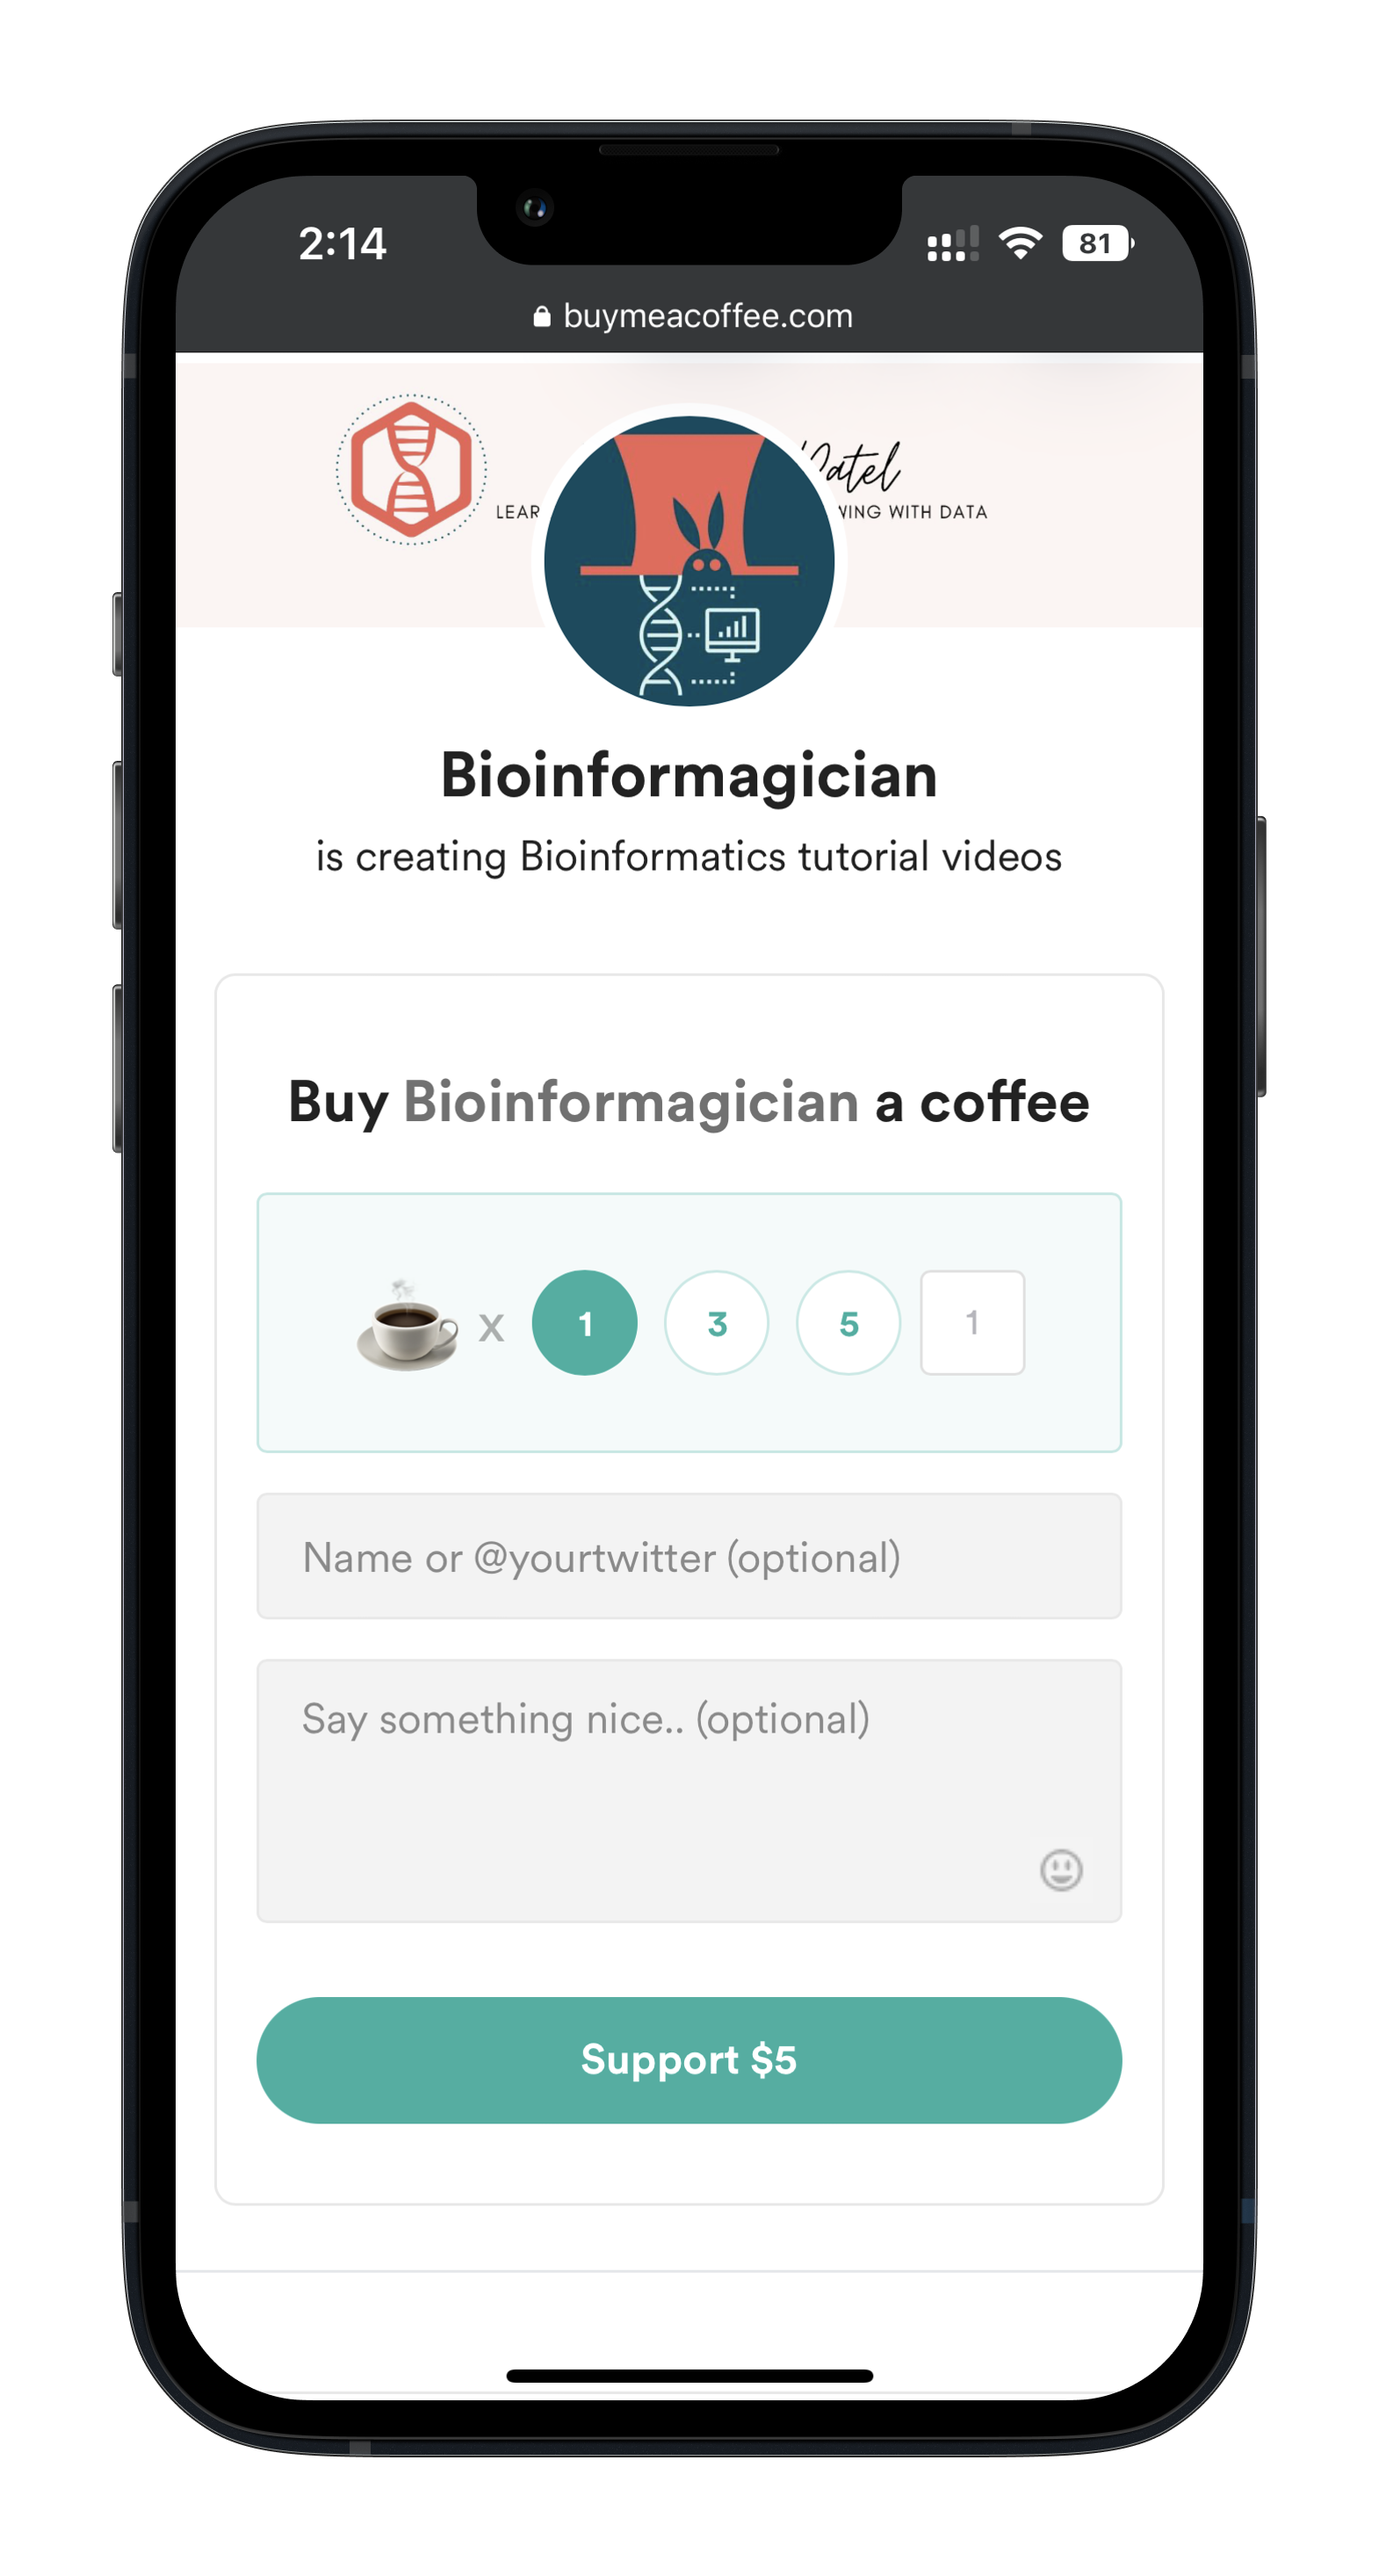 2:14
81
buymeacoffee.com
Patel
LEAR
WING WITH DATA
Bioinformagician
is creating Bioinformatics tutorial videos
Buy Bioinformagician a coffee
x 1 3 5 1
Name or @yourtwitter (optional)
Say something nice.. (optional)
Support $5